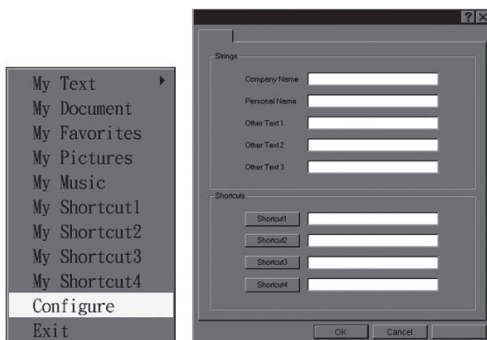 My Text
My Document
My Favorites
My Pictures
My Music
My Shortcut1
My Shortcut2
My Shortcut3
My Shortcut4
Configure
Exit
Strings
Company Name
Personal Name
Other Text 1
Other Text 2
Other Text 3
Shortcuts
Shortcut1
Shortcut2
Shortcut3
Shortcut4
OK Cancel